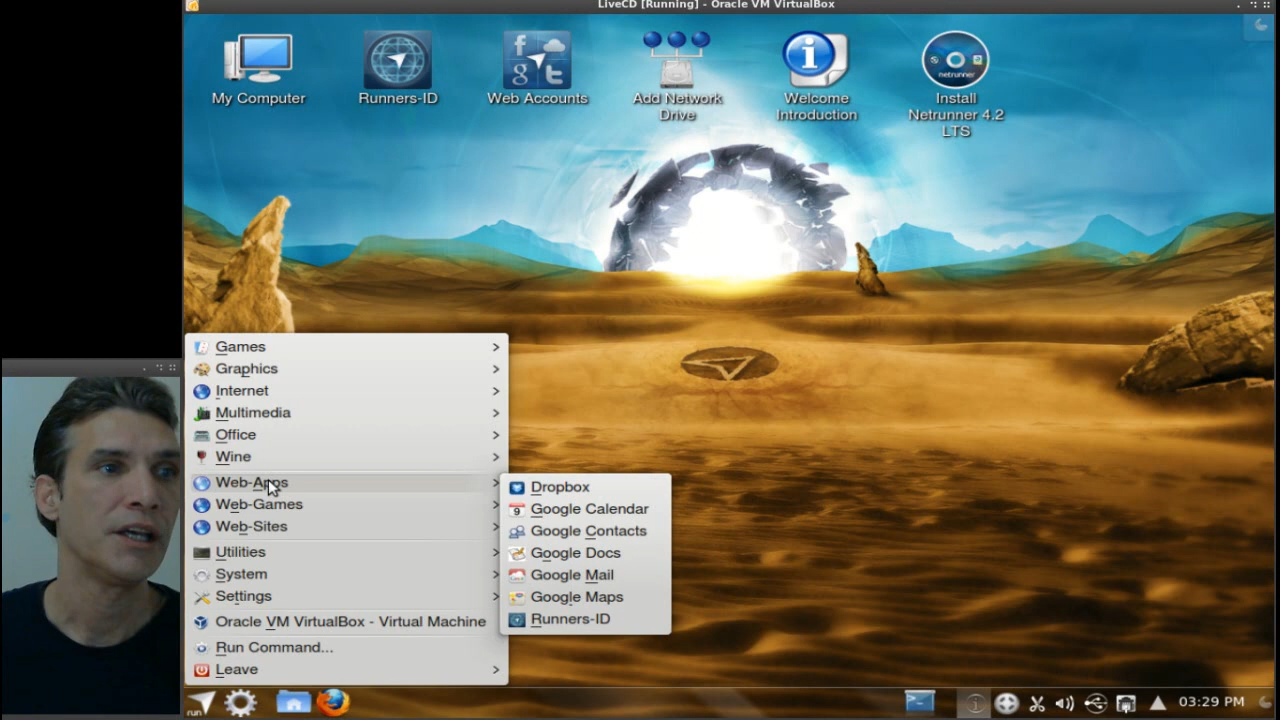 LiveCD [Running] - Oracle VM VirtualBox
My Computer
Runners-ID
Web Accounts
Add Network
Drive
Welcome
Introduction
netrunner
Install
Netrunner 4.2
LTS
Games
Graphics
Internet
Multimedia
Office
Wine
Web-Apps
Web-Games
Web-Sites
Utilities
System
Settings
Oracle VM VirtualBox - Virtual Machine
Run Command...
Leave
Dropbox
9 Google Calendar
Google Contacts
Google Docs
Google Mail
Google Maps
Runners-ID
run
03:29 PM